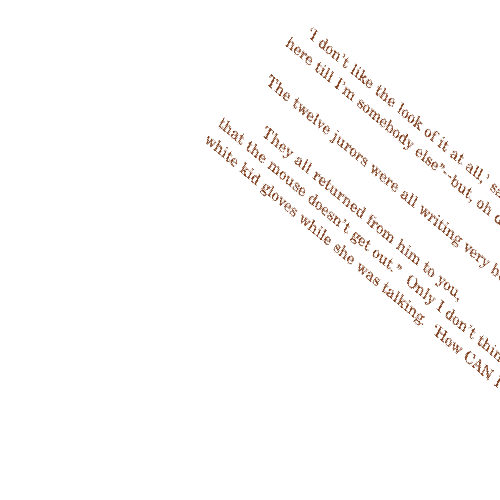 'I don't like the look of it at all,'
here till I'm somebody else"--but, oh
The twelve jurors were all writing very
They all returned from him to you,
that the mouse doesn't get out." Only I don't
white kid gloves while she was talking. 'How CAN